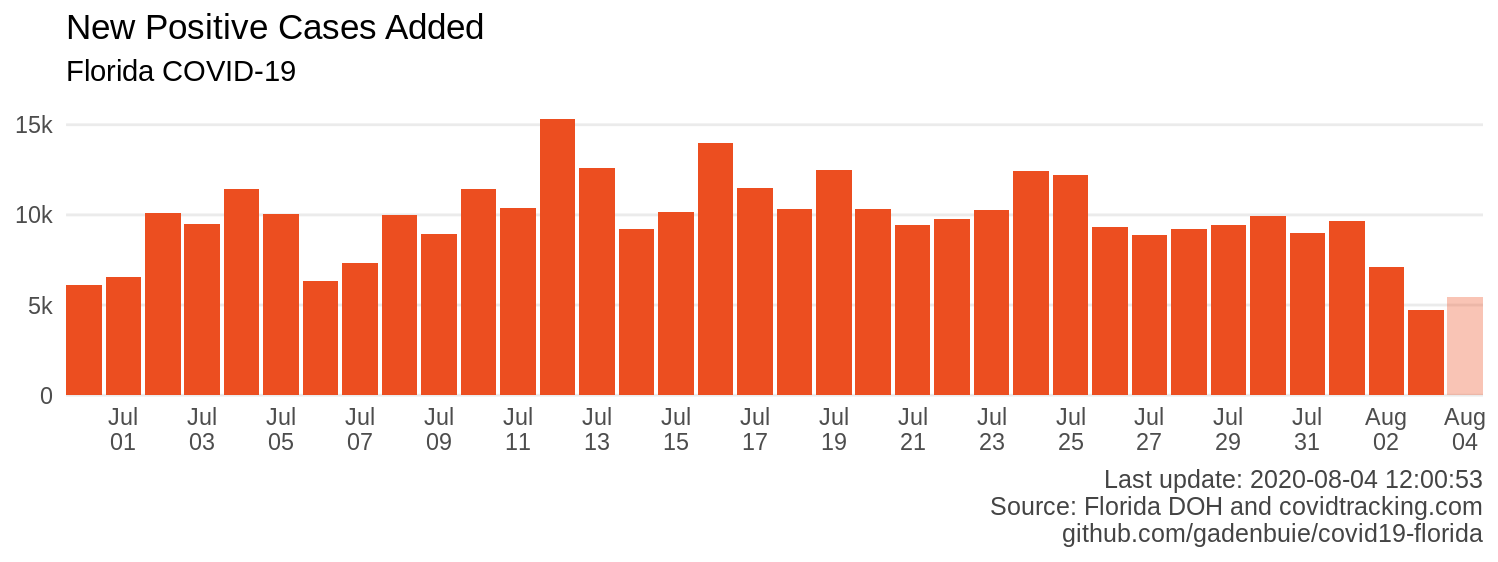 New Positive Cases Added
Florida COVID-19
15k
10k
5k
0
Jul Jul Jul Jul Jul Jul Jul Jul Jul Jul Jul Jul Jul Jul Jul Jul Aug Aug
01 03 05 07 09 11 13 15 17 19 21 23 25 27 29 31 02 04
Last update: 2020-08-04 12:00:53
Source: Florida DOH and covidtracking.com
github.com/gadenbuie/covid19-florida